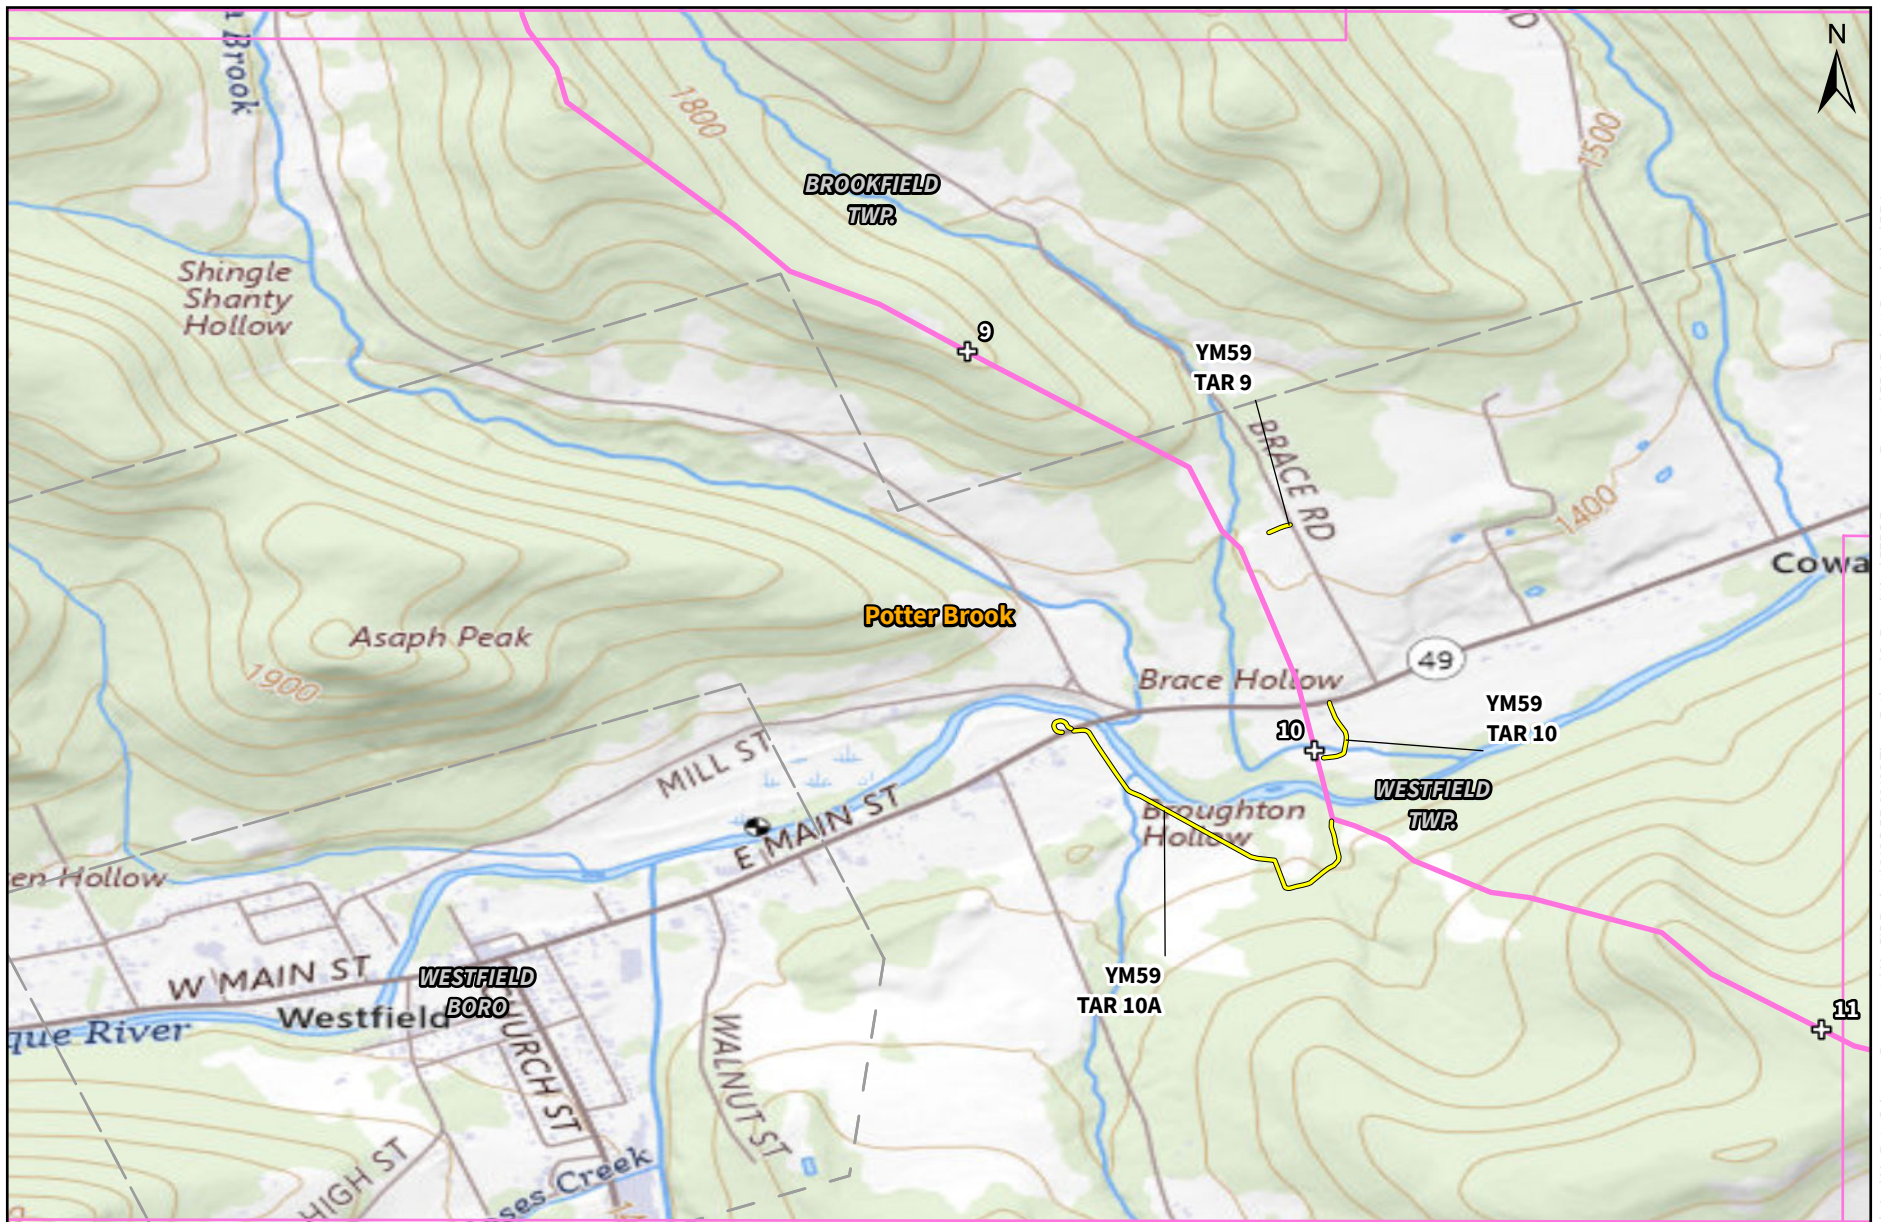 N
Brook
1800
1500
BROOKFIELD
TWP.
Shingle
Shanty
Hollow
9
YM59
TAR 9
BRACE RD
1400
Cowa
Potter Brook
Asaph Peak
1900
49
Brace Hollow
YM59
TAR 10
10
MILL ST
WESTFIELD
TWP.
Broughton
Hollow
E MAIN ST
en Hollow
W MAIN ST
WESTFIELD
BORO
YM59
TAR 10A
Westfield
11
que River
CHURCH ST
WALNUT ST
HIGH ST
ses Creek